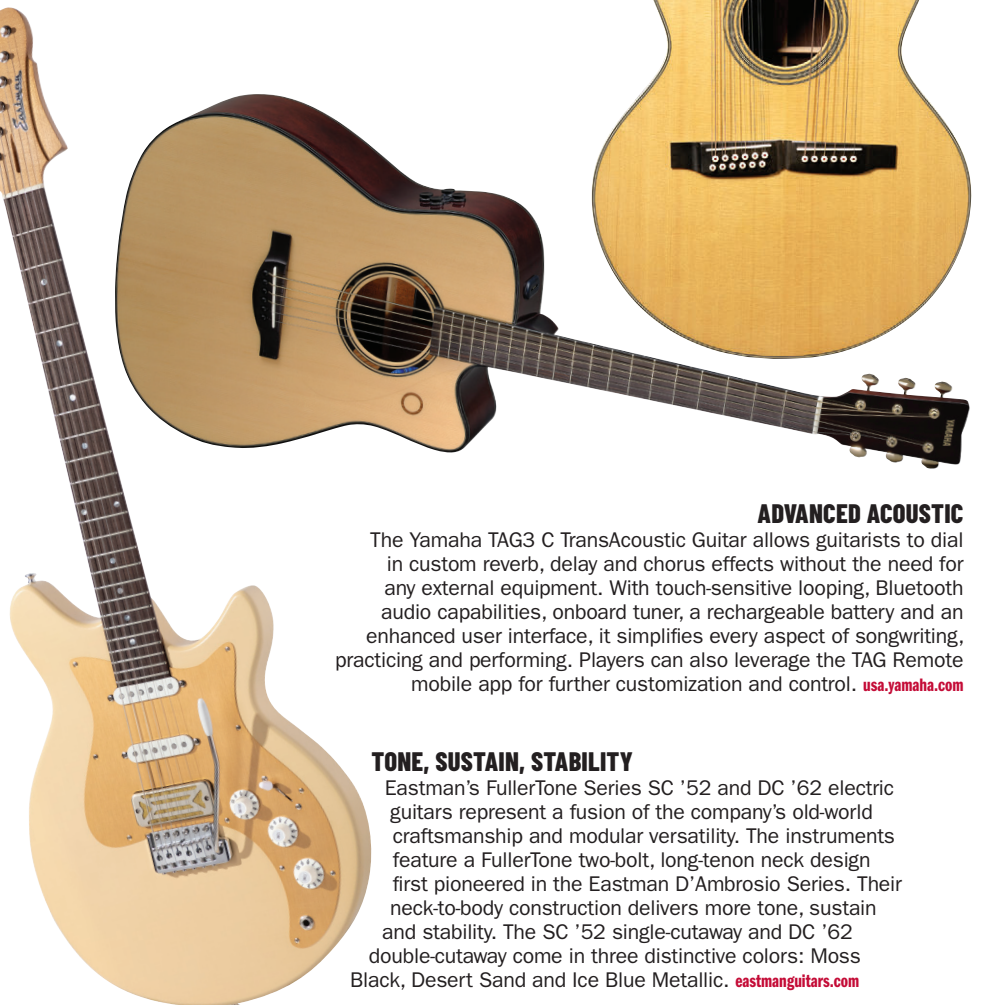 Eastman
YAMAHA
ADVANCED ACOUSTIC
The Yamaha TAG3 C TransAcoustic Guitar allows guitarists to dial
in custom reverb, delay and chorus effects without the need for
any external equipment. With touch-sensitive looping, Bluetooth
audio capabilities, onboard tuner, a rechargeable battery and an
enhanced user interface, it simplifies every aspect of songwriting,
practicing and performing. Players can also leverage the TAG Remote
mobile app for further customization and control. usa.yamaha.com
TONE, SUSTAIN, STABILITY
Eastman’s FullerTone Series SC ’52 and DC ’62 electric
guitars represent a fusion of the company’s old-world
craftsmanship and modular versatility. The instruments
feature a FullerTone two-bolt, long-tenon neck design
first pioneered in the Eastman D’Ambrosio Series. Their
neck-to-body construction delivers more tone, sustain
and stability. The SC ’52 single-cutaway and DC ’62
double-cutaway come in three distinctive colors: Moss
Black, Desert Sand and Ice Blue Metallic. eastmanguitars.com